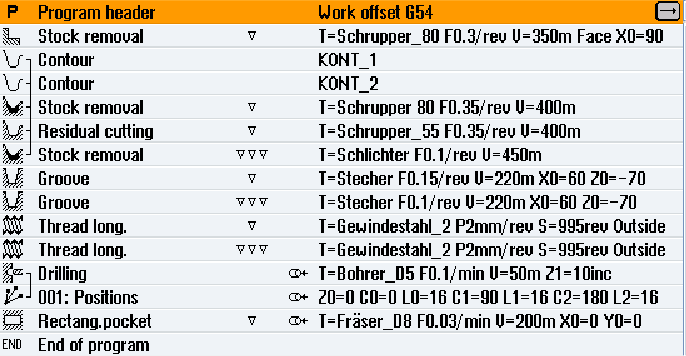 P Program header Work offset G54
Stock removal ▽ T=Schrupper_80 F0.3/rev V=350m Face X0=90
Contour KONT_1
Contour KONT_2
Stock removal ▽ T=Schrupper 80 F0.35/rev V=400m
Residual cutting ▽ T=Schrupper_55 F0.35/rev V=400m
Stock removal ▽▽▽ T=Schlichter F0.1/rev V=450m
Groove ▽ T=Stecher F0.15/rev V=220m X0=60 Z0=-70
Groove ▽▽▽ T=Stecher F0.1/rev V=220m X0=60 Z0=-70
Thread long. ▽ T=Gewindestahl_2 P2mm/rev S=995rev Outside
Thread long. ▽▽▽ T=Gewindestahl_2 P2mm/rev S=995rev Outside
Drilling T=Bohrer_D5 F0.1/min V=50m Z1=10inc
001: Positions Z0=0 C0=0 L0=16 C1=90 L1=16 C2=180 L2=16
Rectang.pocket ▽ T=Fräser_D8 F0.03/min V=200m X0=0 Y0=0
END End of program